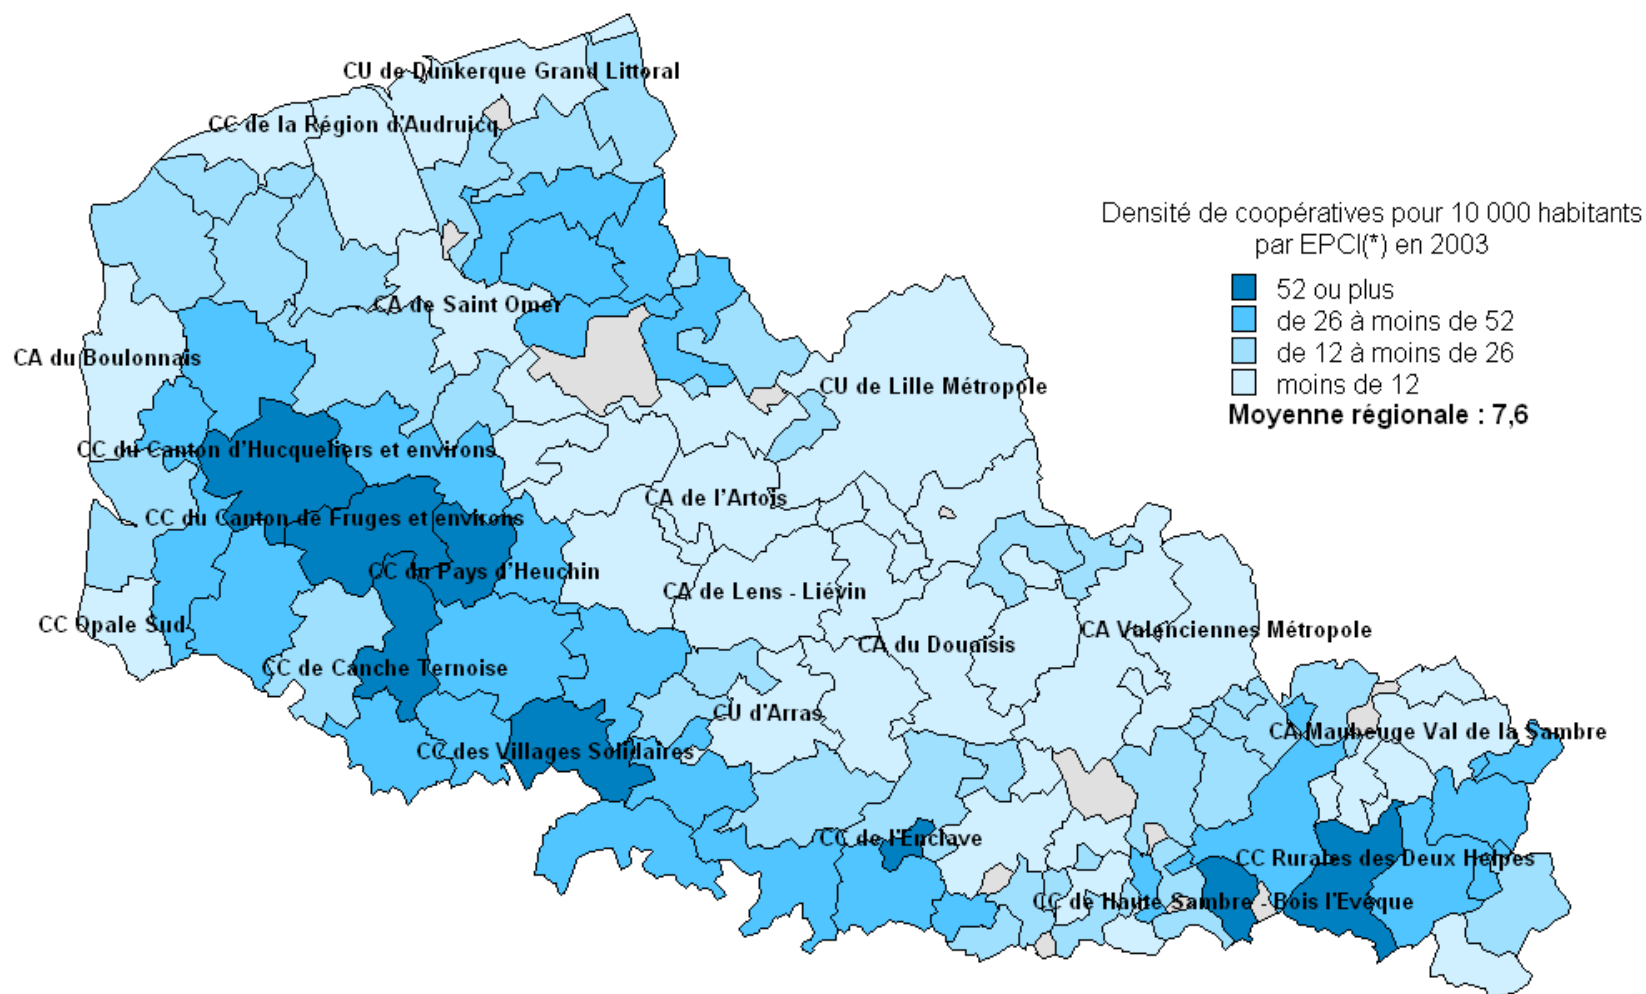 CU de Dunkerque Grand Littoral
CC de la Région d'Audruicq
Densité de coopératives pour 10 000 habitants
par EPCI(*) en 2003
52 ou plus
de 26 à moins de 52
de 12 à moins de 26
moins de 12
Moyenne régionale : 7,6
CA de Saint Omer
CA du Boulonnais
CU de Lille Métropole
CC du Canton d'Hucqueliers et environs
CA de l'Artois
CC du Canton de Fruges et environs
CC du Pays d'Heuchin
CA de Lens - Liévin
CC Opale Sud
CA du Douaisis
CA Valenciennes Métropole
CC de Canche Ternoise
CU d'Arras
CA Maubeuge Val de la Sambre
CC des Villages Solidaires
CC de l'Enclave
CC Rurales des Deux Helpes
CC de Haute Sambre - Bois l'Evêque